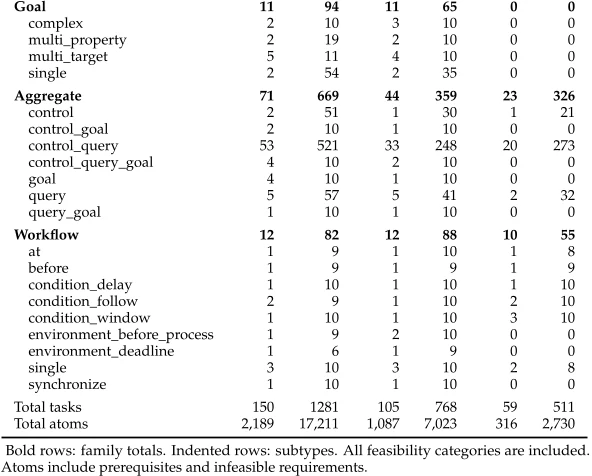 Goal 11 94 11 65 0 0
complex 2 10 3 10 0 0
multi_property 2 19 2 10 0 0
multi_target 5 11 4 10 0 0
single 2 54 2 35 0 0
Aggregate 71 669 44 359 23 326
control 2 51 1 30 1 21
control_goal 2 10 1 10 0 0
control_query 53 521 33 248 20 273
control_query_goal 4 10 2 10 0 0
goal 4 10 1 10 0 0
query 5 57 5 41 2 32
query_goal 1 10 1 10 0 0
Workflow 12 82 12 88 10 55
at 1 9 1 10 1 8
before 1 9 1 9 1 9
condition_delay 1 10 1 10 1 10
condition_follow 2 9 1 10 2 10
condition_window 1 10 1 10 3 10
environment_before_process 1 9 2 10 0 0
environment_deadline 1 6 1 9 0 0
single 3 10 3 10 2 8
synchronize 1 10 1 10 0 0
Total tasks 150 1281 105 768 59 511
Total atoms 2,189 17,211 1,087 7,023 316 2,730
Bold rows: family totals. Indented rows: subtypes. All feasibility categories are included.
Atoms include prerequisites and infeasible requirements.